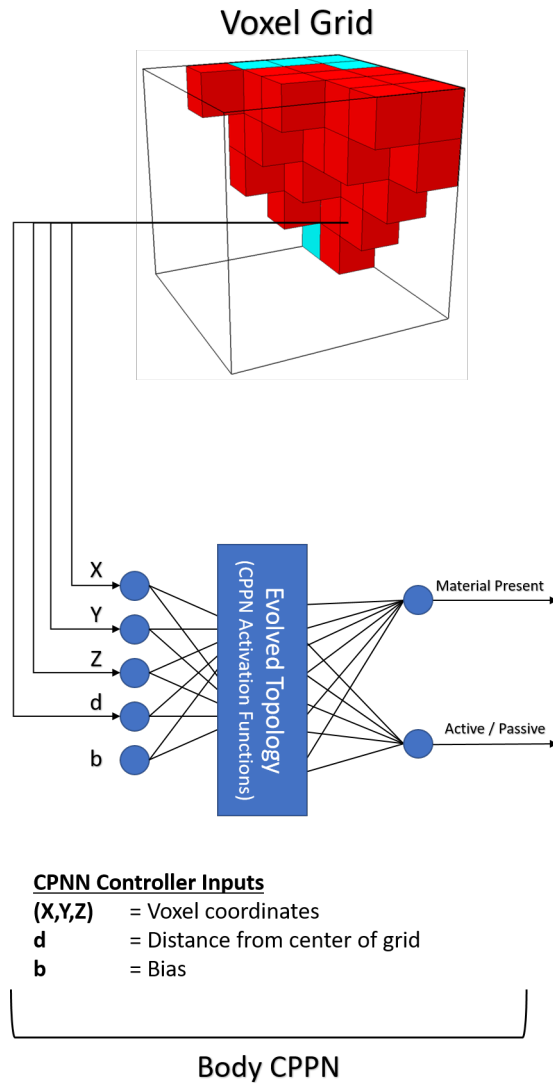 Voxel Grid
X
Y
Z
d
b
Evolved Topology
(CPPN Activation Functions)
Material Present
Active / Passive
CPNN Controller Inputs
(X,Y,Z) = Voxel coordinates
d = Distance from center of grid
b = Bias
Body CPPN